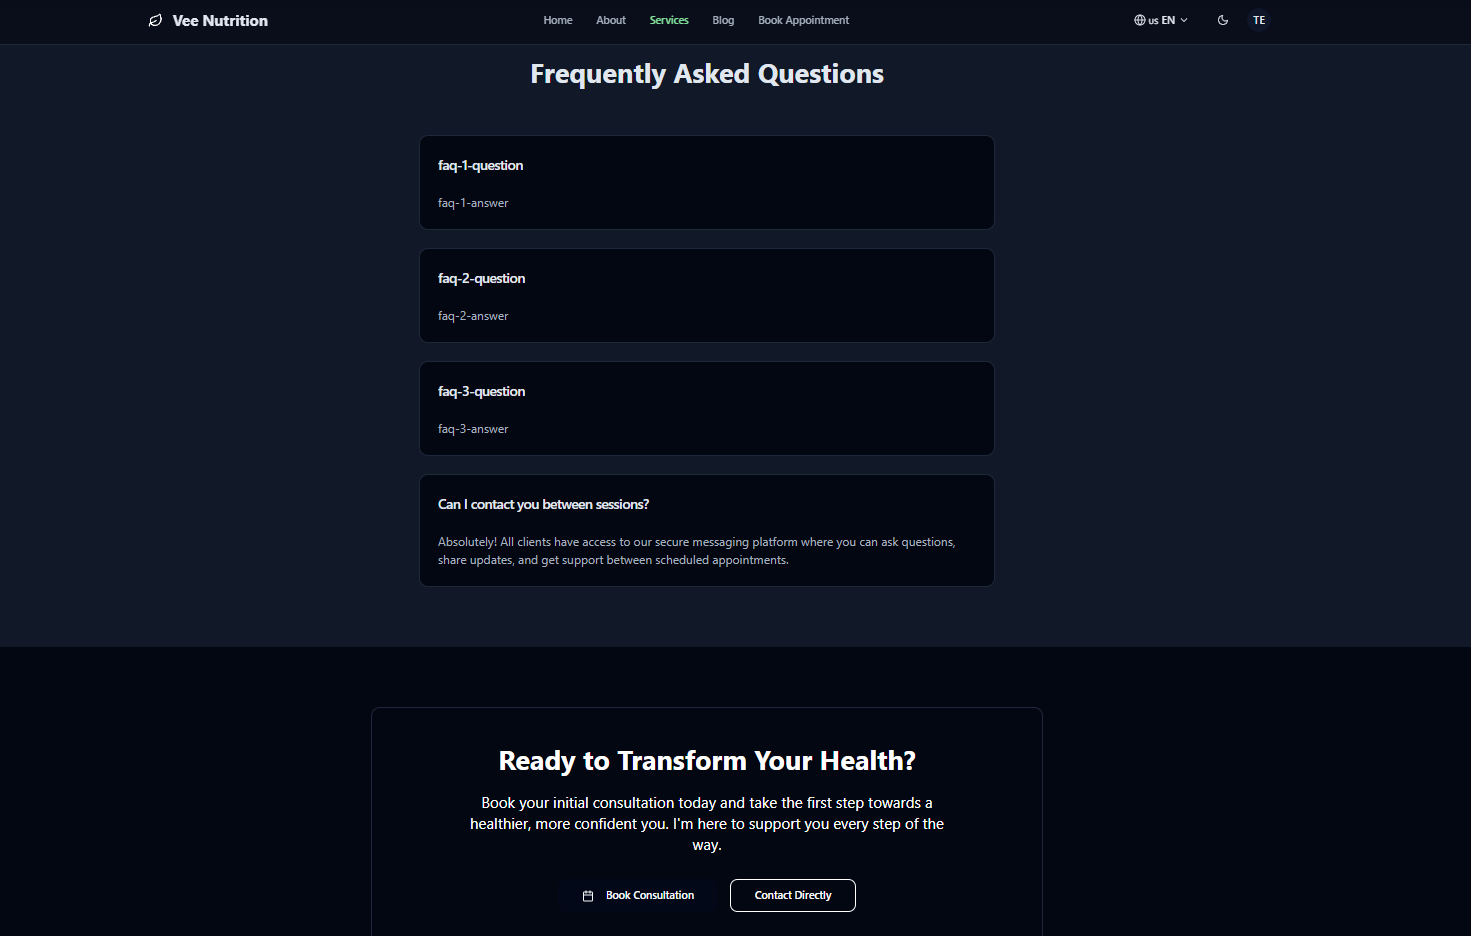 Vee Nutrition
Home About Services Blog Book Appointment
us EN
TE
Frequently Asked Questions
faq-1-question
faq-1-answer
faq-2-question
faq-2-answer
faq-3-question
faq-3-answer
Can I contact you between sessions?
Absolutely! All clients have access to our secure messaging platform where you can ask questions,
share updates, and get support between scheduled appointments.
Ready to Transform Your Health?
Book your initial consultation today and take the first step towards a
healthier, more confident you. I'm here to support you every step of the
way.
Book Consultation
Contact Directly